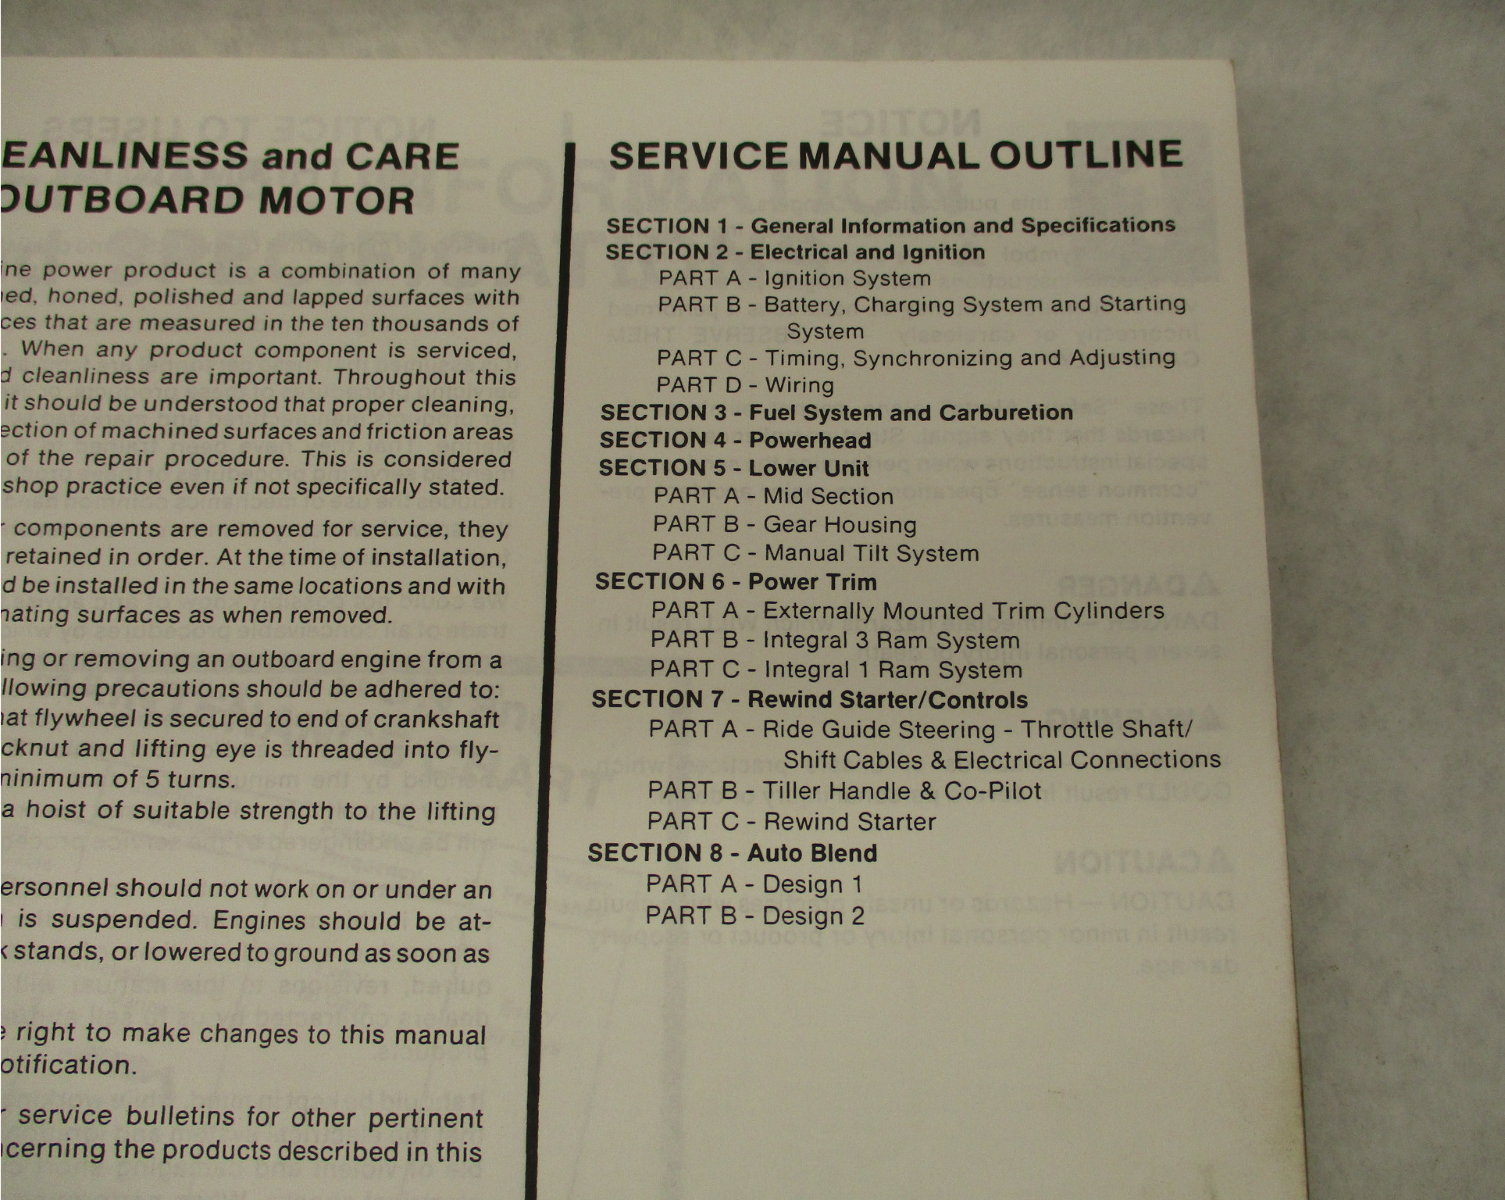 EANLINESS and CARE
OUTBOARD MOTOR
ine power product is a combination of many
ned, honed, polished and lapped surfaces with
ces that are measured in the ten thousands of
. When any product component is serviced,
d cleanliness are important. Throughout this
it should be understood that proper cleaning,
ection of machined surfaces and friction areas
of the repair procedure. This is considered
shop practice even if not specifically stated.
r components are removed for service, they
retained in order. At the time of installation,
d be installed in the same locations and with
nating surfaces as when removed.
ing or removing an outboard engine from a
llowing precautions should be adhered to:
hat flywheel is secured to end of crankshaft
cknut and lifting eye is threaded into fly-
minimum of 5 turns.
a hoist of suitable strength to the lifting
ersonnel should not work on or under an
is suspended. Engines should be at-
k stands, or lowered to ground as soon as
e right to make changes to this manual
otification.
r service bulletins for other pertinent
cerning the products described in this
SERVICE MANUAL OUTLINE
SECTION 1 - General Information and Specifications
SECTION 2 - Electrical and Ignition
PART A - Ignition System
PART B - Battery, Charging System and Starting
System
PART C - Timing, Synchronizing and Adjusting
PART D - Wiring
SECTION 3 - Fuel System and Carburetion
SECTION 4 - Powerhead
SECTION 5 - Lower Unit
PART A - Mid Section
PART B - Gear Housing
PART C - Manual Tilt System
SECTION 6 - Power Trim
PART A - Externally Mounted Trim Cylinders
PART B - Integral 3 Ram System
PART C - Integral 1 Ram System
SECTION 7 - Rewind Starter/Controls
PART A - Ride Guide Steering - Throttle Shaft/
Shift Cables & Electrical Connections
PART B - Tiller Handle & Co-Pilot
PART C - Rewind Starter
SECTION 8 - Auto Blend
PART A - Design 1
PART B - Design 2